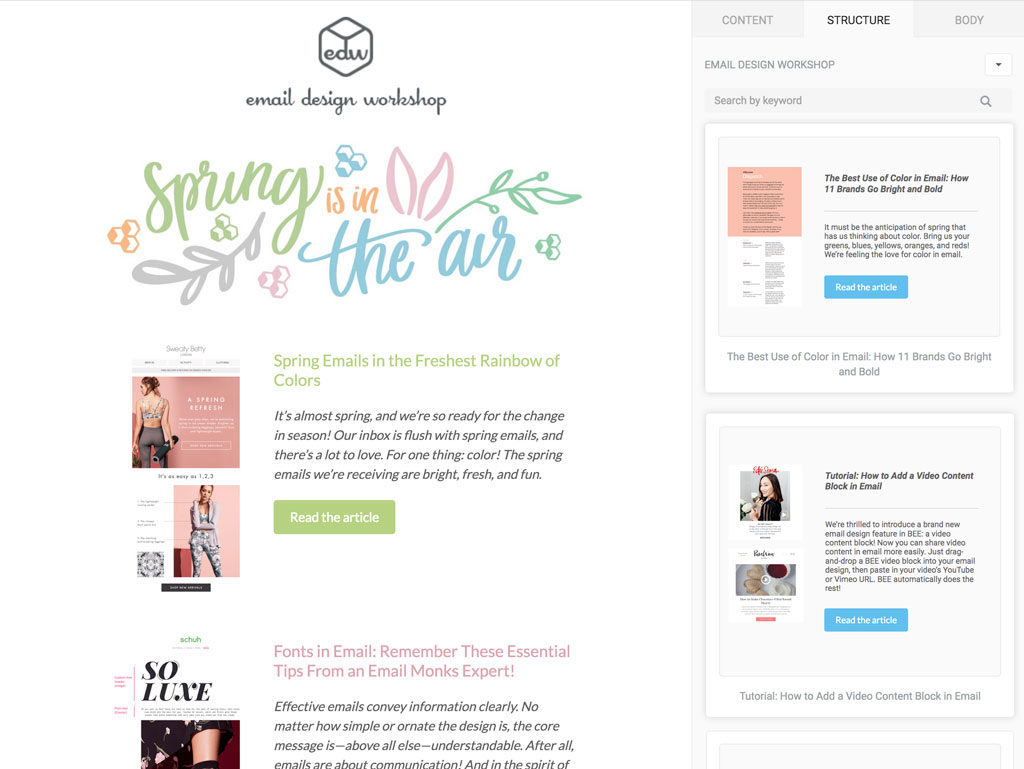 edw
email design workshop
spring
is in
the air
Sweaty Betty
LONDON
A SPRING
REFRESH
It's as easy as 1,2,3
SHOP NEW ARRIVALS
Spring Emails in the Freshest Rainbow of
Colors
It's almost spring, and we're so ready for the change
in season! Our inbox is flush with spring emails, and
there's a lot to love. For one thing: color! The spring
emails we're receiving are bright, fresh, and fun.
Read the article
schuh
SO
LUXE
Fonts in Email: Remember These Essential
Tips From an Email Monks Expert!
Effective emails convey information clearly. No
matter how simple or ornate the design is, the core
message is—above all else—understandable. After all,
emails are about communication! And in the spirit of
CONTENT
STRUCTURE
BODY
EMAIL DESIGN WORKSHOP
Search by keyword
The Best Use of Color in Email: How
11 Brands Go Bright and Bold
It must be the anticipation of spring that
has us thinking about color. Bring us your
greens, blues, yellows, oranges, and reds!
We're feeling the love for color in email.
Read the article
The Best Use of Color in Email: How 11 Brands Go Bright
and Bold
Tutorial: How to Add a Video Content
Block in Email
We're thrilled to introduce a brand new
email design feature in BEE: a video
content block! Now you can share video
content in email more easily. Just drag-
and-drop a BEE video block into your email
design, then paste in your video's YouTube
or Vimeo URL. BEE automatically does the
rest!
Read the article
Tutorial: How to Add a Video Content Block in Email